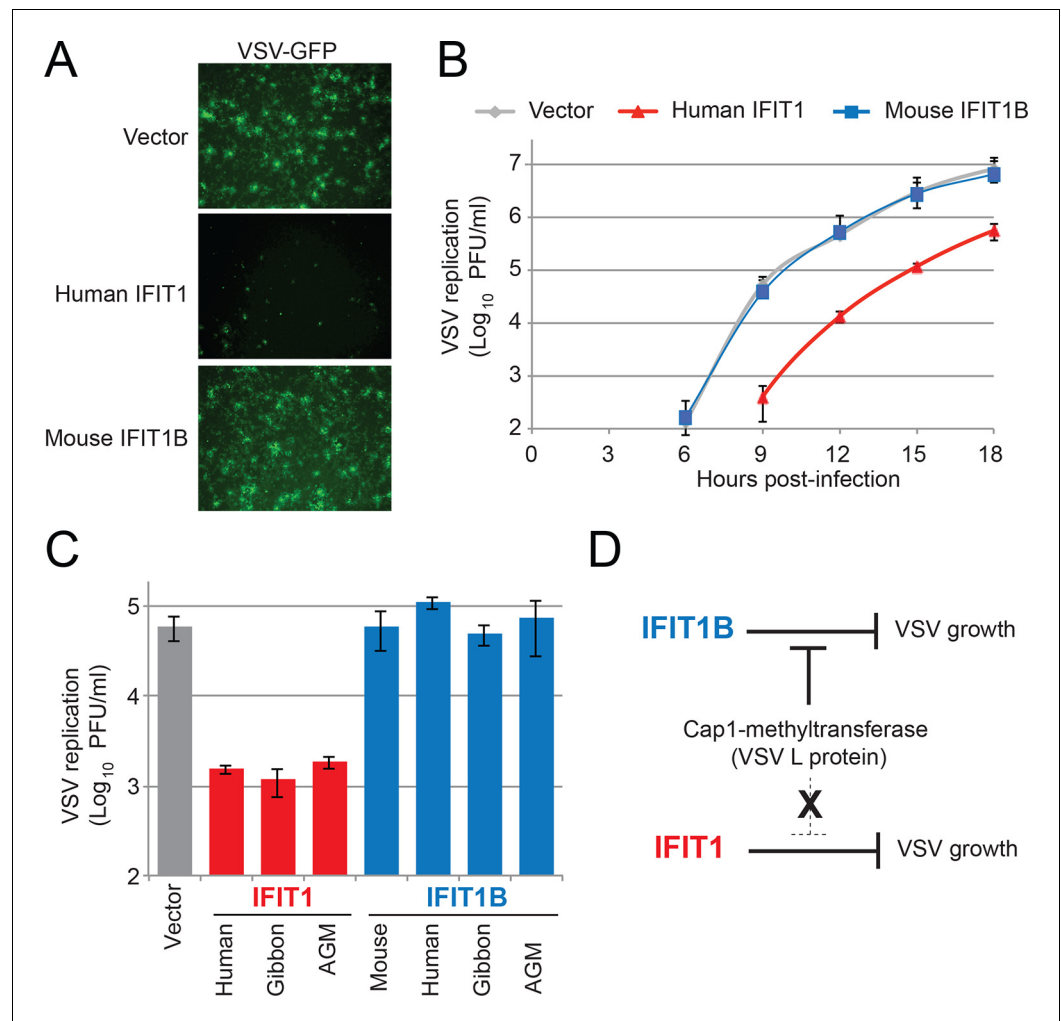 A
VSV-GFP
Vector
Human IFIT1
Mouse IFIT1B
B
Vector
Human IFIT1
Mouse IFIT1B
VSV replication
(Log10 PFU/ml)
7
6
5
4
3
2
0 3 6 9 12 15 18
Hours post-infection
C
VSV replication
(Log10 PFU/ml)
5
4
3
2
IFIT1 IFIT1B
Vector
Human
Gibbon
AGM
Mouse
Human
Gibbon
AGM
D
IFIT1B VSV growth
Cap1-methyltransferase
(VSV L protein)
X
IFIT1 VSV growth